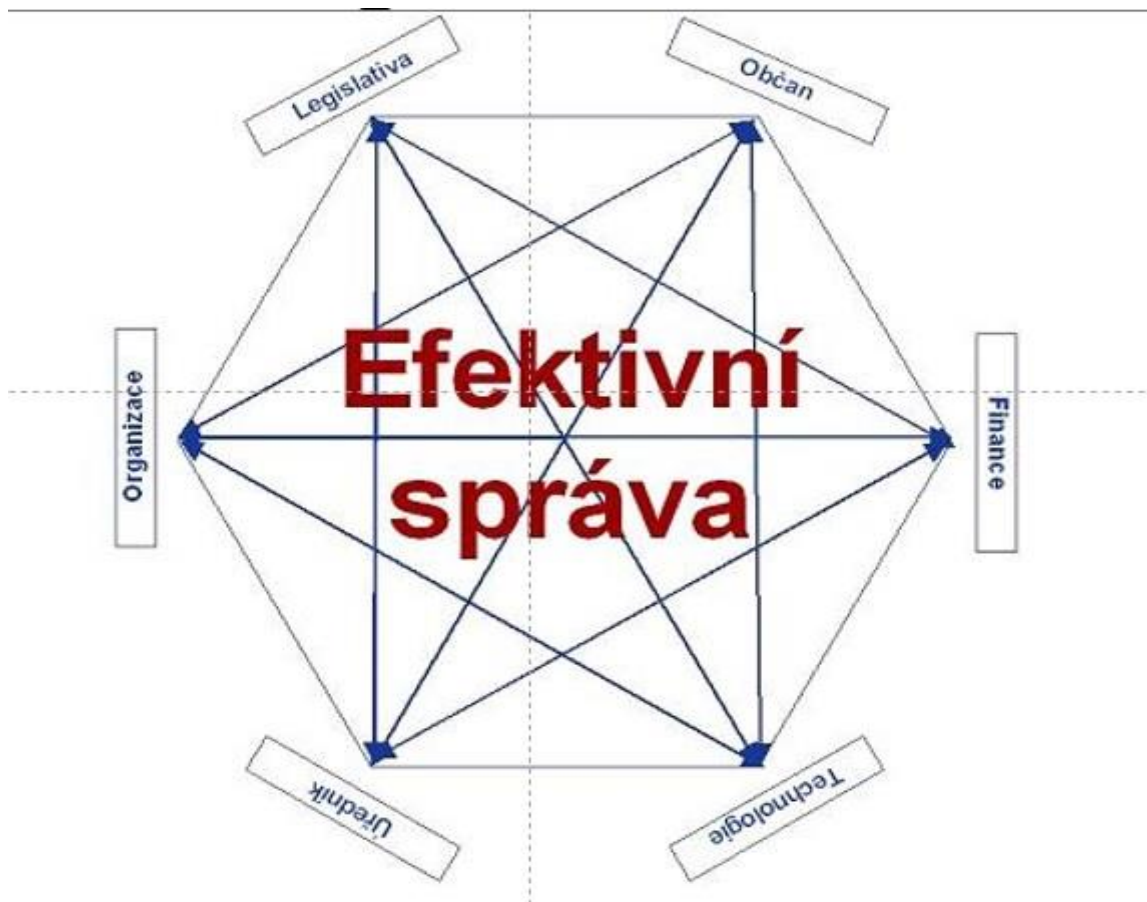 Legislativa
Občan
Efektivní
správa
Organizace
Finance
Úředník
Technologie